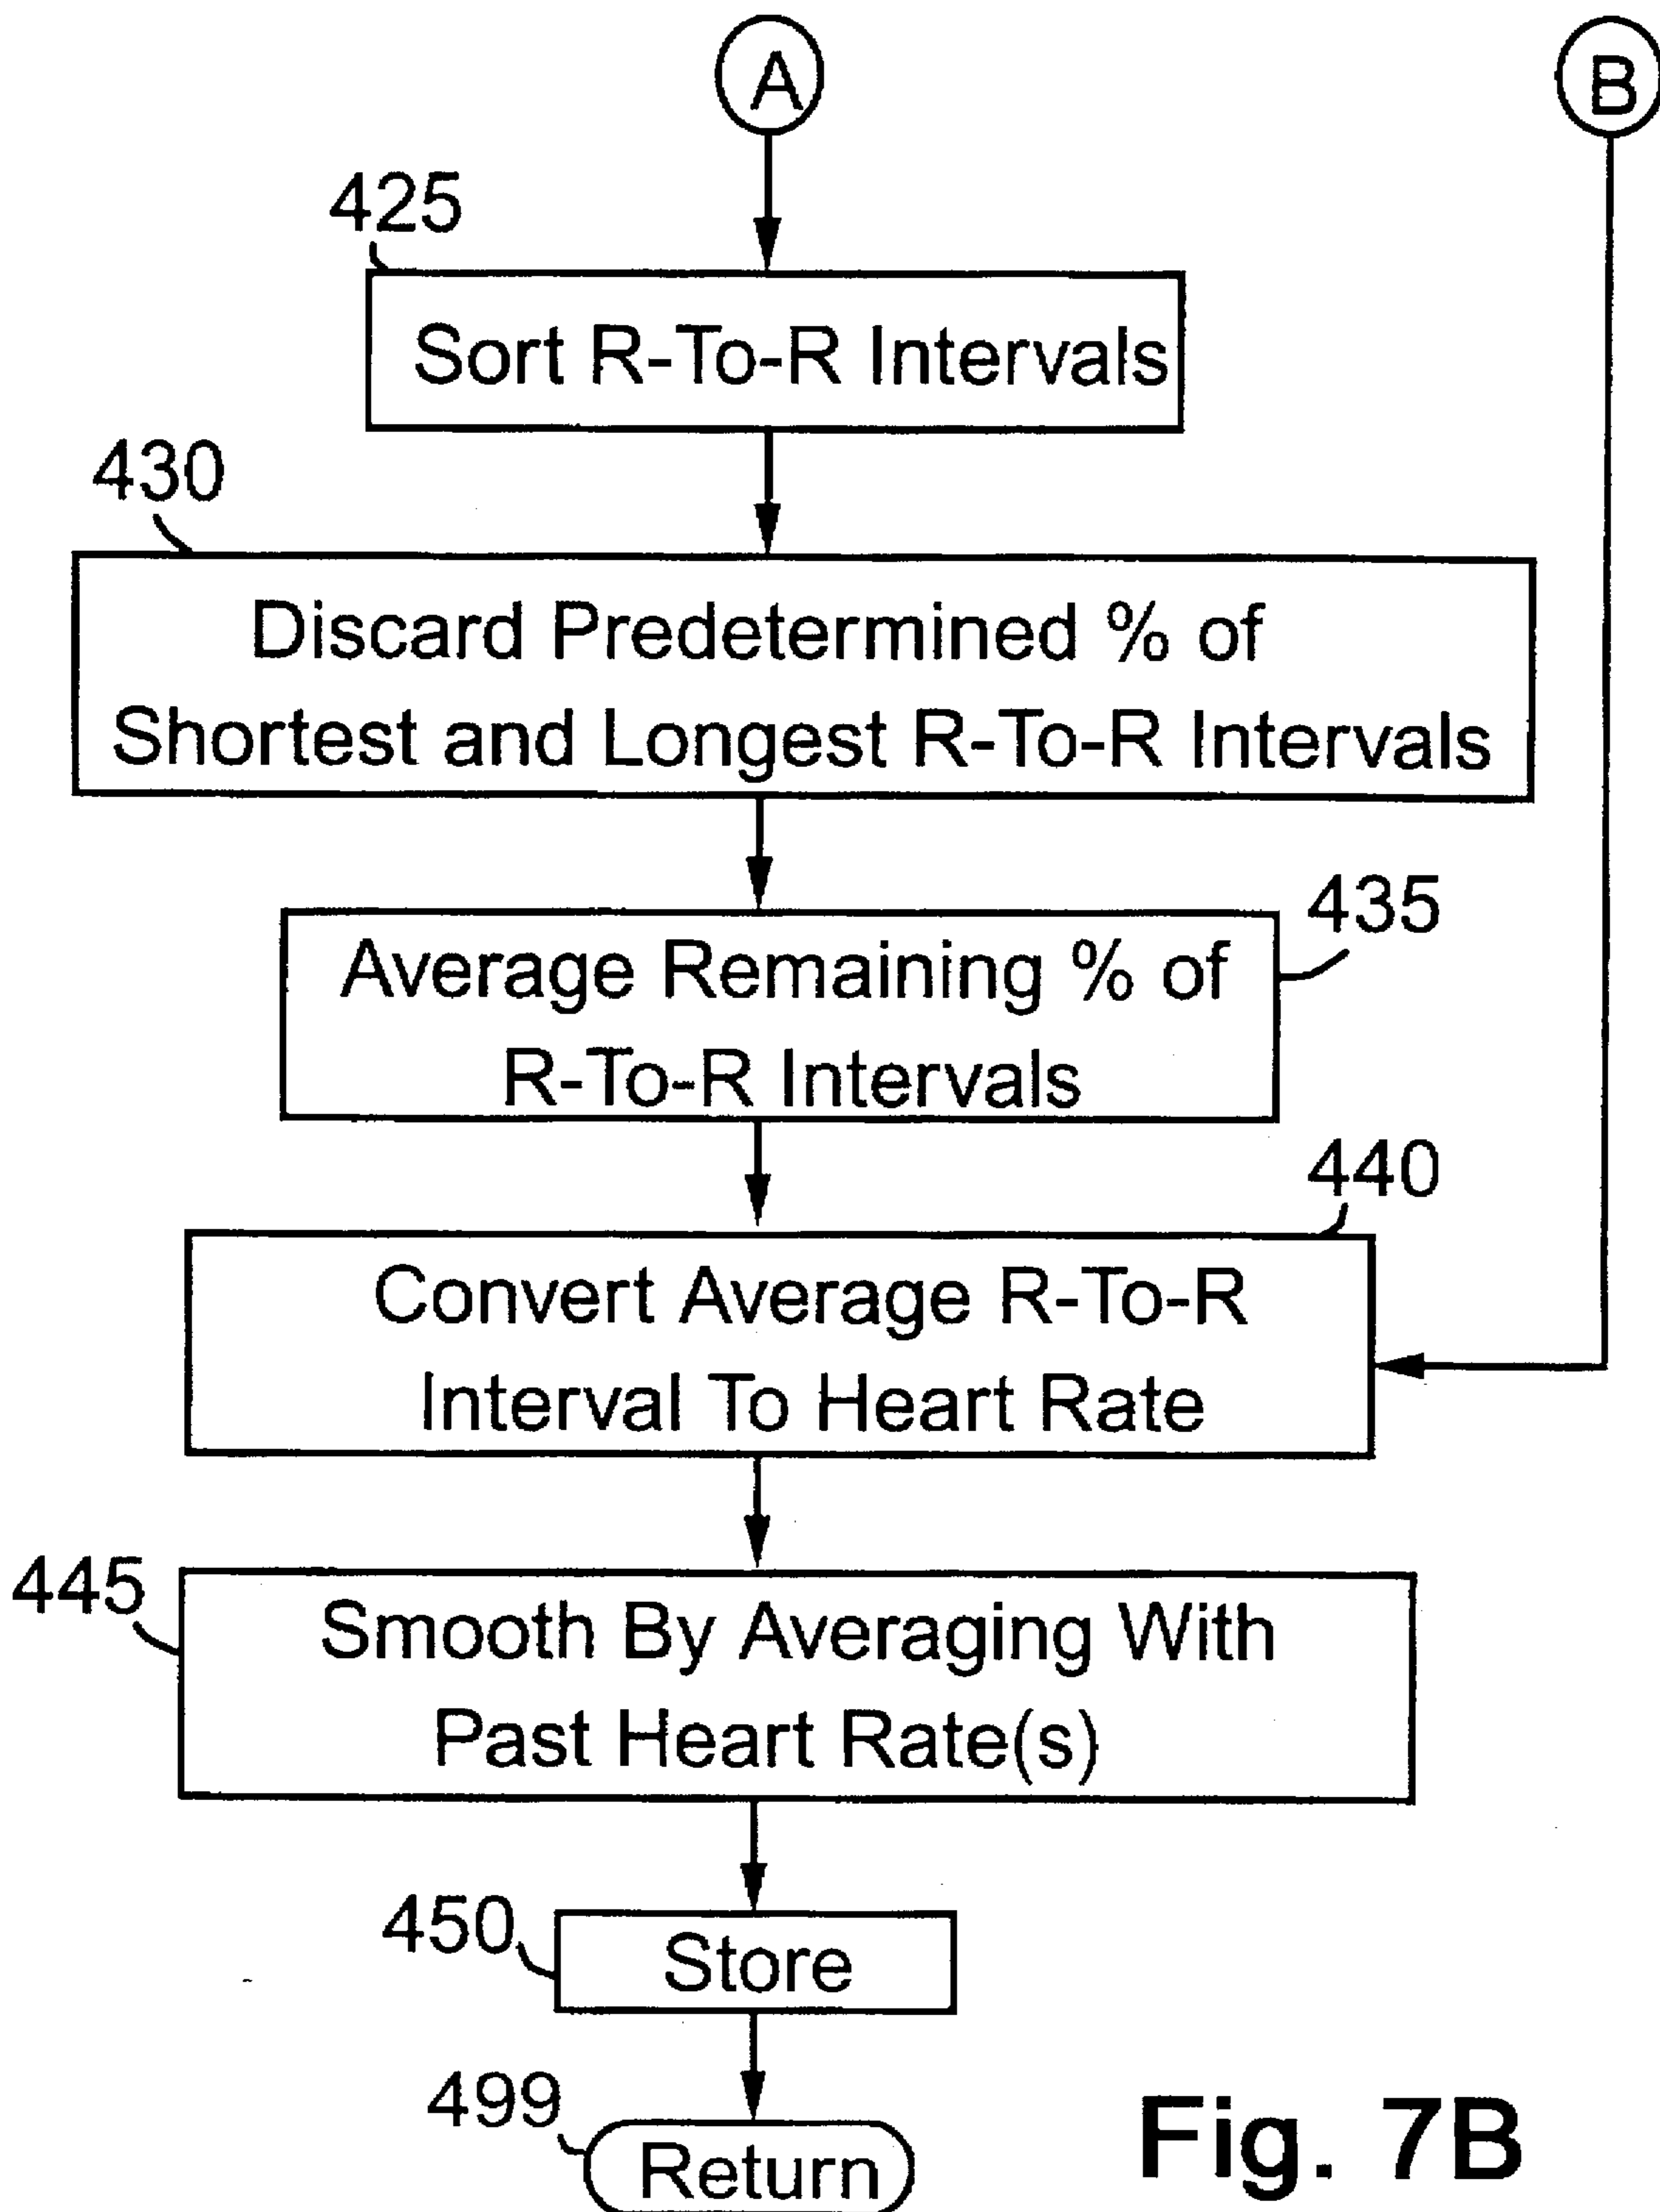 A
B
425
Sort R-To-R Intervals
430
Discard Predetermined % of
Shortest and Longest R-To-R Intervals
435
Average Remaining % of
R-To-R Intervals
440
Convert Average R-To-R
Interval To Heart Rate
445
Smooth By Averaging With
Past Heart Rate(s)
450
Store
499
Return
Fig. 7B